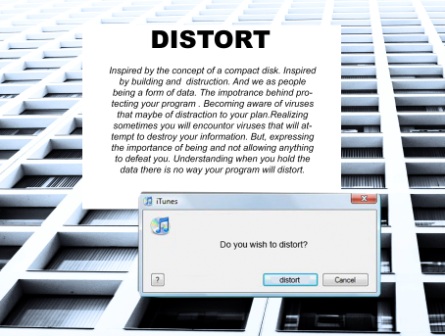 DISTORT
Inspired by the concept of a compact disk. Inspired
by building and distruction. And we as people
being a form of data. The impotrance behind pro-
tecting your program . Becoming aware of viruses
that maybe of distraction to your plan.Realizing
sometimes you will encountor viruses that will at-
tempt to destroy your information. But, expressing
the importance of being and not allowing anything
to defeat you. Understanding when you hold the
data there is no way your program will distort.
iTunes
Do you wish to distort?
?
distort
Cancel